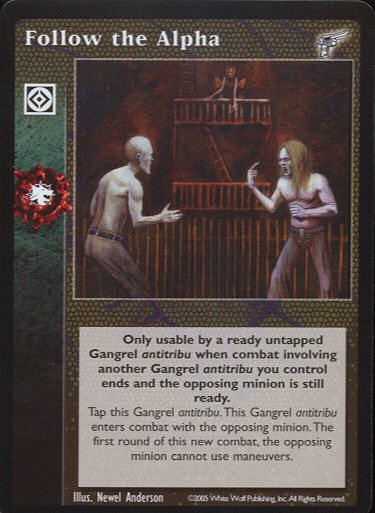 Follow the Alpha
Only usable by a ready untapped
Gangrel antitribu when combat involving
another Gangrel antitribu you control
ends and the opposing minion is still
ready.
Tap this Gangrel antitribu. This Gangrel antitribu
enters combat with the opposing minion. The
first round of this new combat, the opposing
minion cannot use maneuvers.
Illus. Newel Anderson ©2005 White Wolf Publishing, Inc. All Rights Reserved.